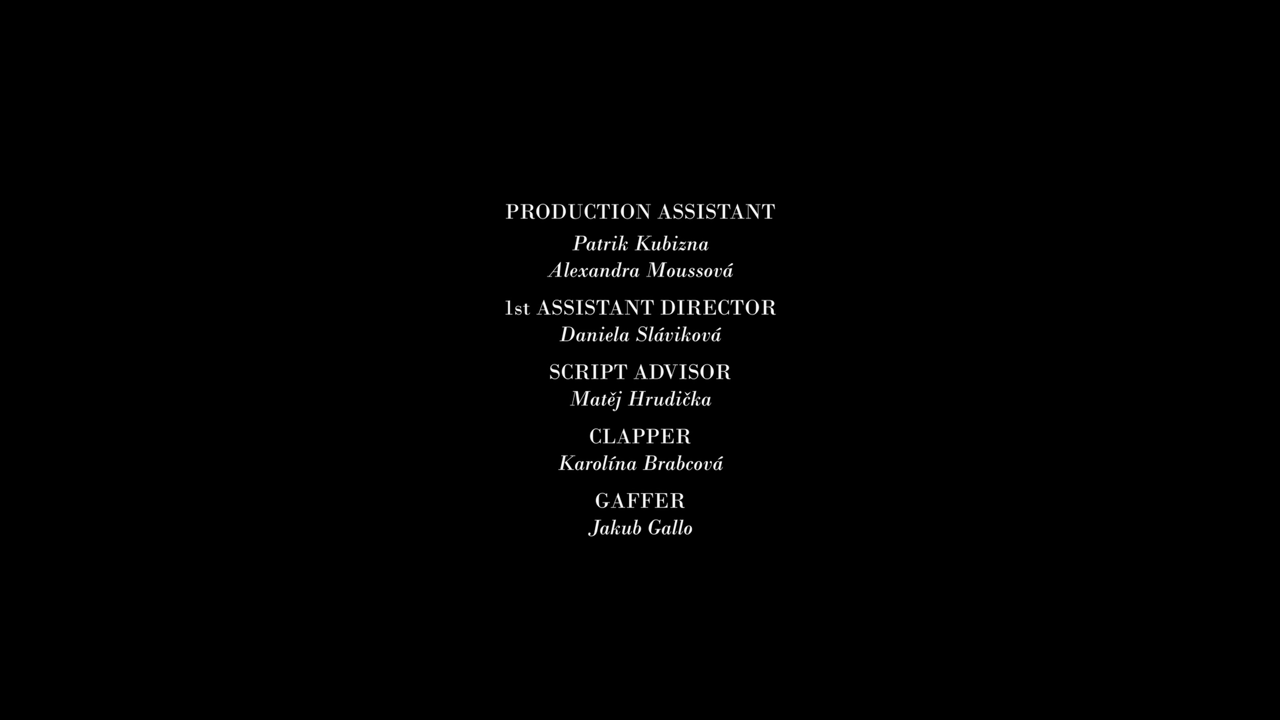 PRODUCTION ASSISTANT
Patrik Kubizna
Alexandra Moussová
1st ASSISTANT DIRECTOR
Daniela Sláviková
SCRIPT ADVISOR
Matěj Hrudička
CLAPPER
Karolína Brabcová
GAFFER
Jakub Gallo